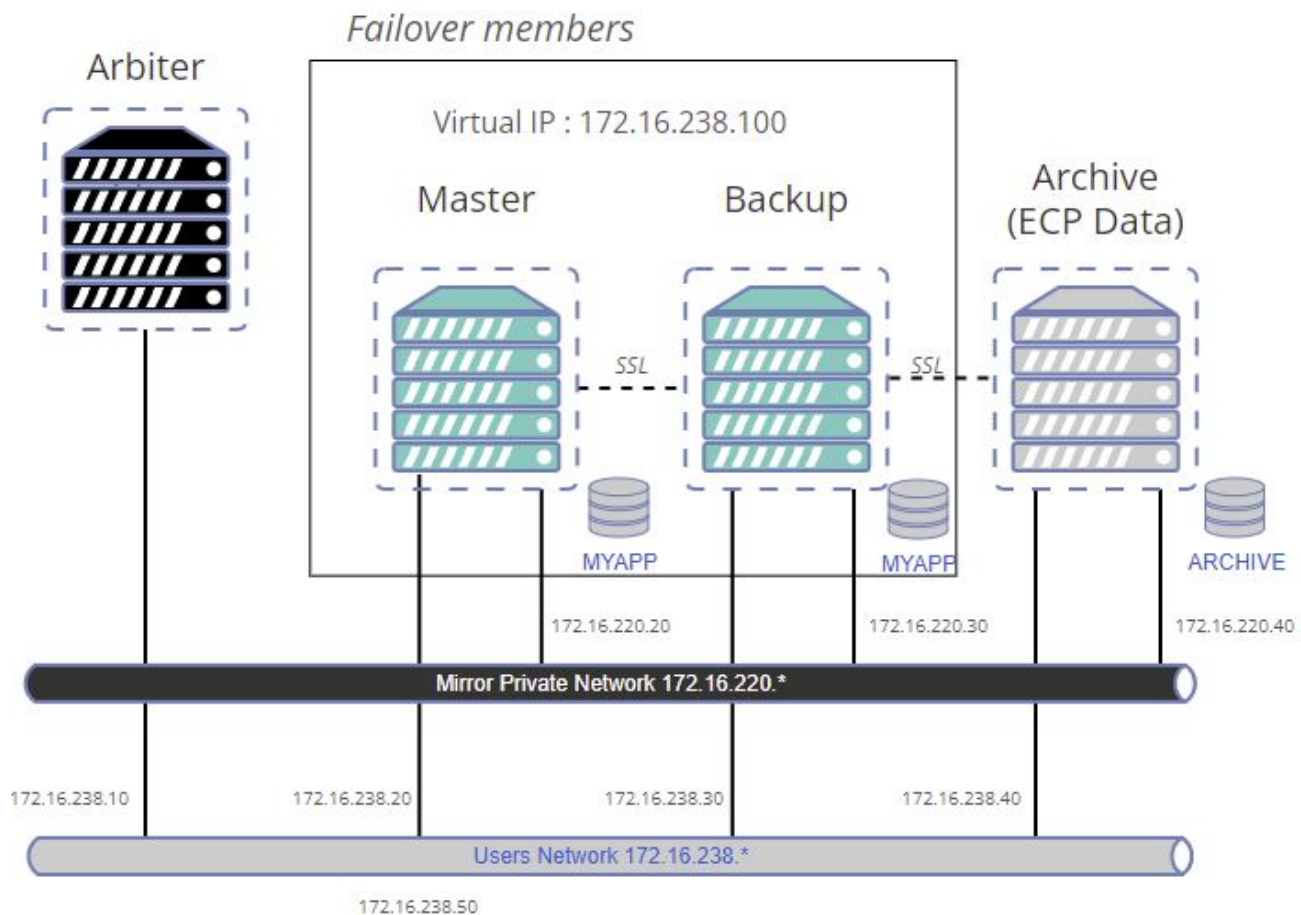 Failover members
Arbiter
Virtual IP : 172.16.238.100
Master
Backup
Archive
(ECP Data)
SSL
SSL
MYAPP
MYAPP
ARCHIVE
172.16.220.20
172.16.220.30
172.16.220.40
Mirror Private Network 172.16.220.*
172.16.238.10
172.16.238.20
172.16.238.30
172.16.238.40
Users Network 172.16.238.*
172.16.238.50